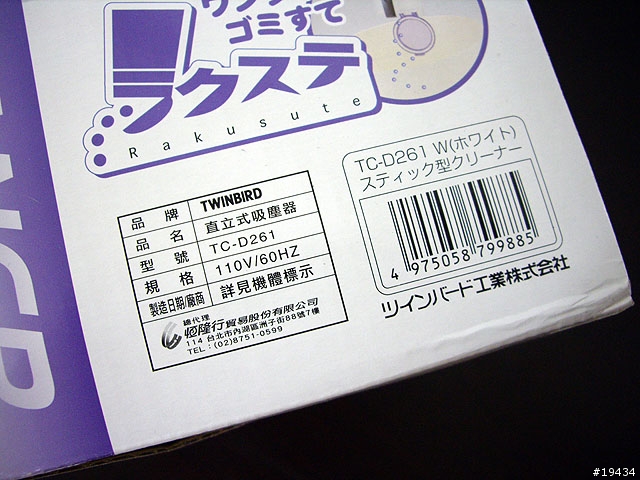 ゴミすて
ラクステ
Rakusute
品牌 TWINBIRD
品名 直立式吸塵器
型號 TC-D261
規格 110V/60HZ
製造日期/廠商 詳見機體標示
總代理
恆隆行貿易股份有限公司
114 台北市內湖區洲子街88號7樓
TEL：(02)8751-0599
TC-D261 W(ホワイト)
スティック型クリーナー
4 975058 799885
ツインバード工業株式会社
#19434